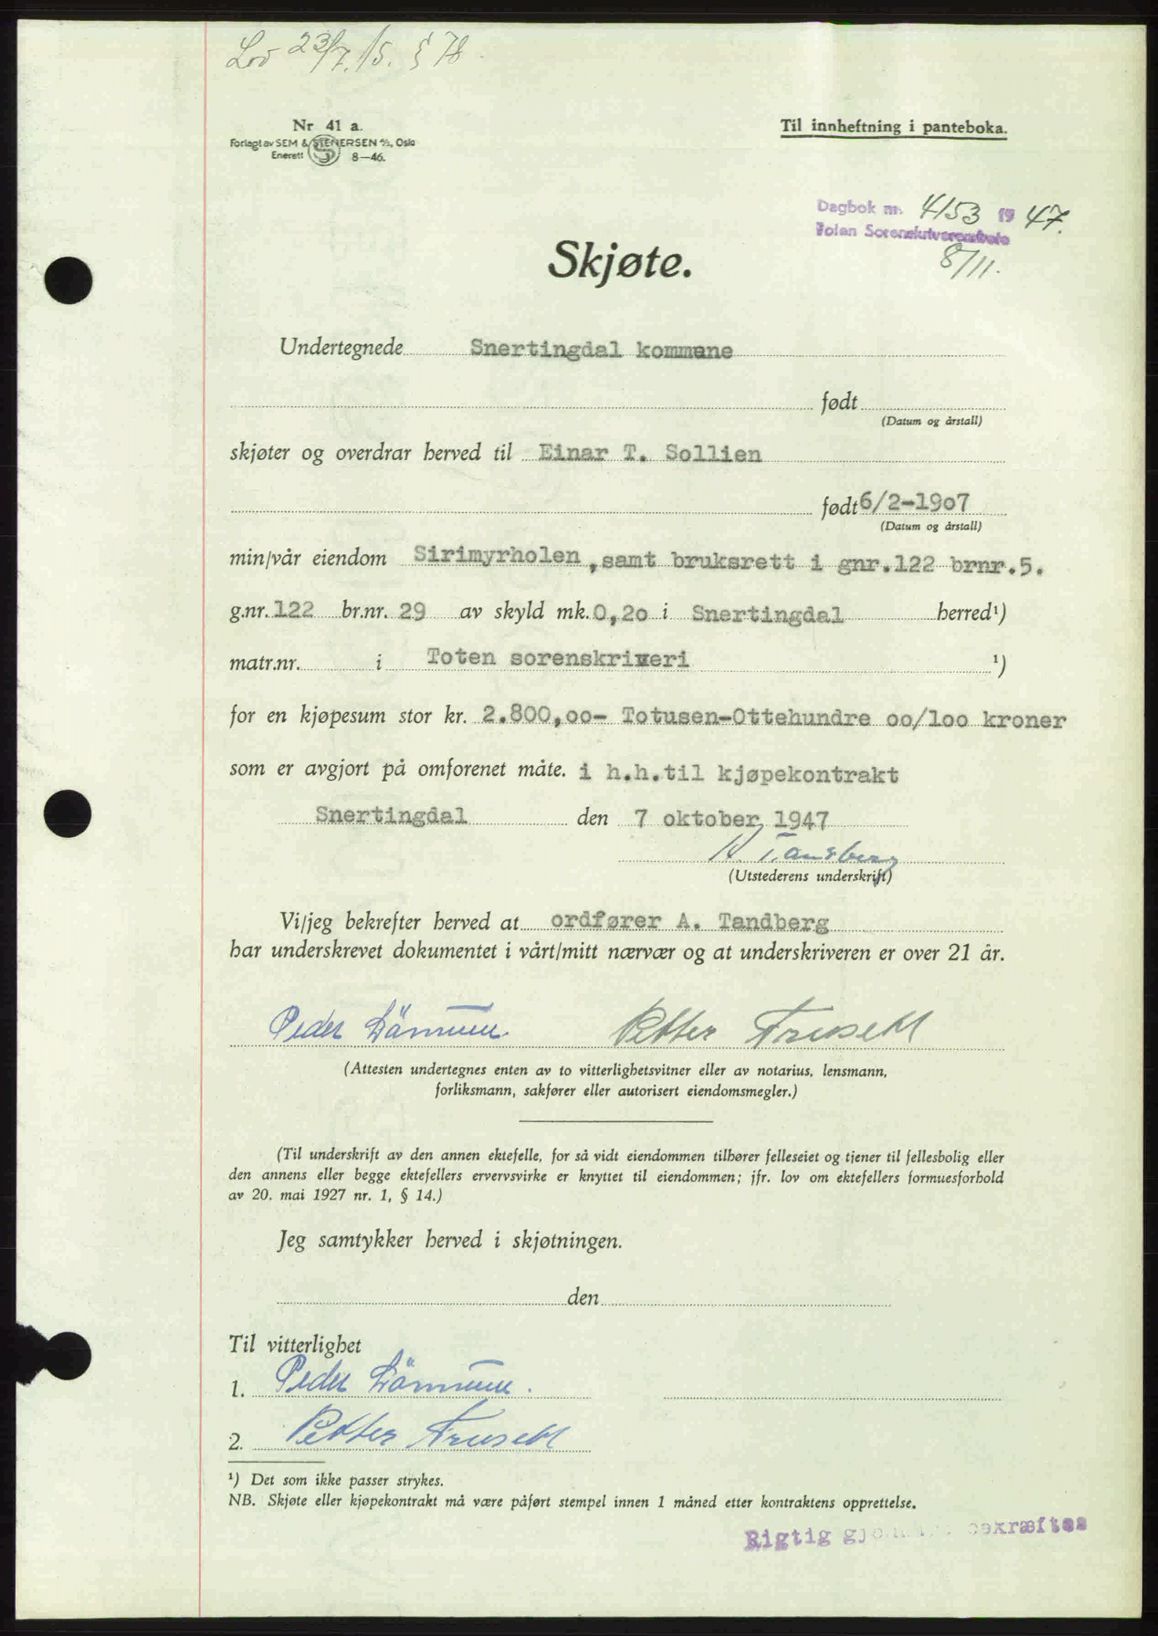 Lov 23/7.15. § 78
Nr 41 a.
Til innheftning i panteboka.
Forlagt av SEM & STENERSEN A/S, Oslo
Enerett 8—46.
Dagbok nr. 4153 1947.
Toten Sorenskriverembete
8/11.
Skjøte.
Undertegnede Snertingdal kommune
født
(Datum og årstall)
skjøter og overdrar herved til Einar T. Sollien
født 6/2-1907
(Datum og årstall)
min/vår eiendom Sirimyrholen, samt bruksrett i gnr.122 brnr.5.
g.nr. 122 br.nr. 29 av skyld mk. 0,20 i Snertingdal herred¹)
matr.nr. i Toten sorenskriveri ¹)
for en kjøpesum stor kr. 2.800,oo- Totusen-Ottehundre oo/loo kroner
som er avgjort på omforenet måte. i h.h.til kjøpekontrakt
Snertingdal den 7 oktober 1947
A. Tandberg
(Utstederens underskrift)
Vi/jeg bekrefter herved at ordfører A. Tandberg
har underskrevet dokumentet i vårt/mitt nærvær og at underskriveren er over 21 år.
Peder Petter
(Attesten undertegnes enten av to vitterlighetsvitner eller av notarius, lensmann,
forliksmann, sakfører eller autorisert eiendomsmegler.)
(Til underskrift av den annen ektefelle, for så vidt eiendommen tilhører felleseiet og tjener til fellesbolig eller
den annens eller begge ektefellers ervervsvirke er knyttet til eiendommen; jfr. lov om ektefellers formuesforhold
av 20. mai 1927 nr. 1, § 14.)
Jeg samtykker herved i skjøtningen.
den
Til vitterlighet
1. Peder
2. Petter
¹) Det som ikke passer strykes.
NB. Skjøte eller kjøpekontrakt må være påført stempel innen 1 måned etter kontraktens opprettelse.
Rigtig